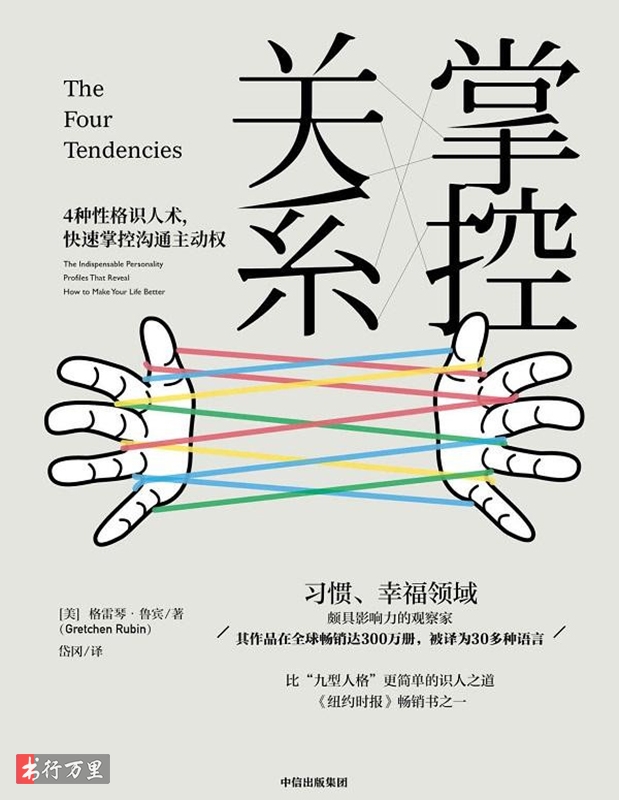 The
Four
Tendencies
掌控
关系
4种性格识人术,
快速掌控沟通主动权
The Indispensable Personality
Profiles That Reveal
How to Make Your Life Better
习惯、幸福领域
颇具影响力的观察家
其作品在全球畅销达300万册，被译为30多种语言
[美] 格雷琴·鲁宾/著
(Gretchen Rubin)
岱冈/译
比“九型人格”更简单的识人之道
《纽约时报》畅销书之一
书行万里
中信出版集团